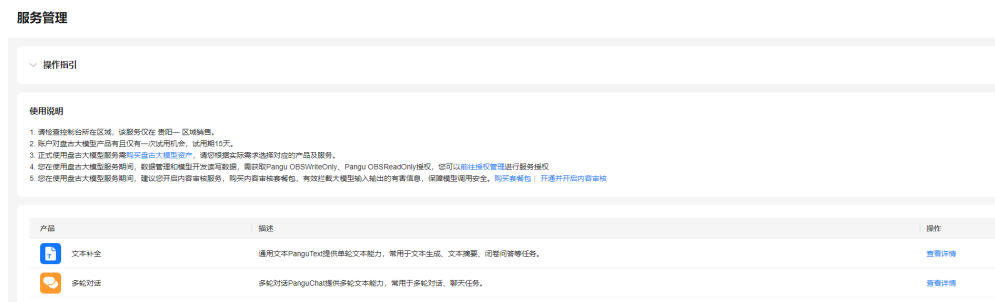 服务管理
操作指引
使用说明
1. 请检查控制台所在区域，该服务仅在 贵阳一 区域销售。
2. 账户对盘古大模型产品有且仅有一次试用机会，试用期15天。
3. 正式使用盘古大模型服务需购买盘古大模型资产，请您根据实际需求选择对应的产品及服务。
4. 您在使用盘古大模型服务期间，数据管理和模型开发读写数据，需获取Pangu OBSWriteOnly、Pangu OBSReadOnly授权，您可以前往授权管理进行服务授权
5. 您在使用盘古大模型服务期间，建议您开启内容审核服务，购买内容审核套餐包，有效拦截大模型输入输出的有害信息，保障模型调用安全。购买套餐包 | 开通并开启内容审核
产品 描述 操作
文本补全 通用文本PanguText提供单轮文本能力，常用于文本生成、文本摘要、闭卷问答等任务。 查看详情
多轮对话 多轮对话PanguChat提供多轮文本能力，常用于多轮对话、聊天任务。 查看详情